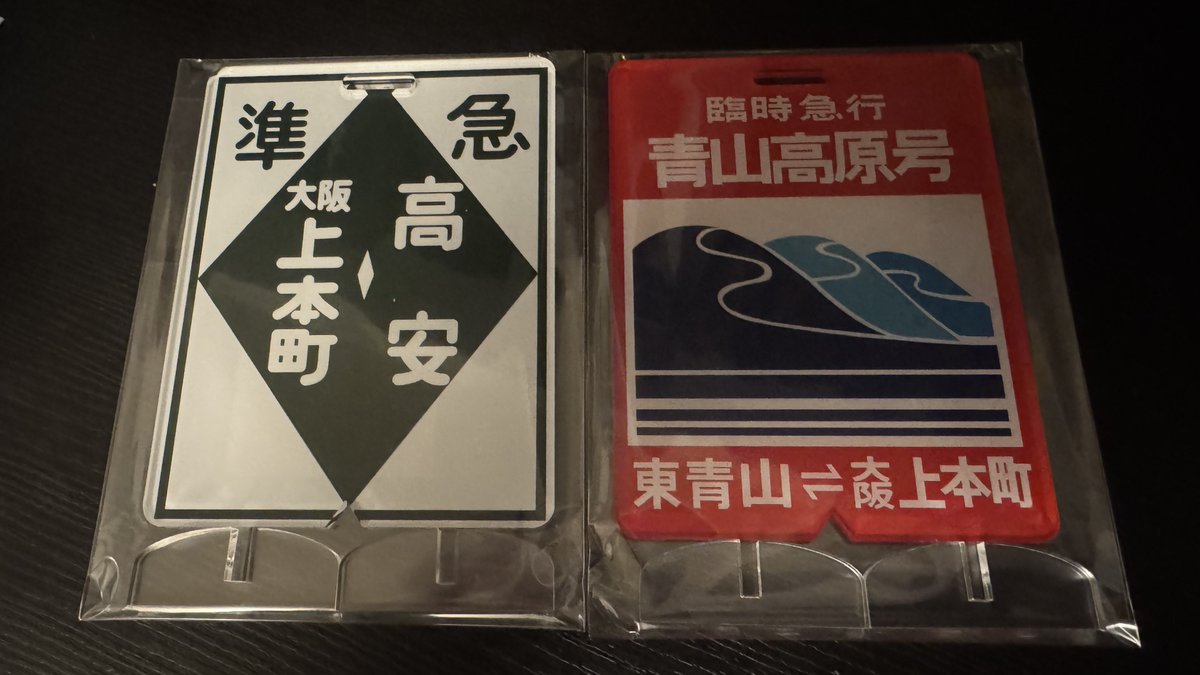 準急
大阪上本町
高安
臨時急行
青山高原号
東青山⇌大阪上本町